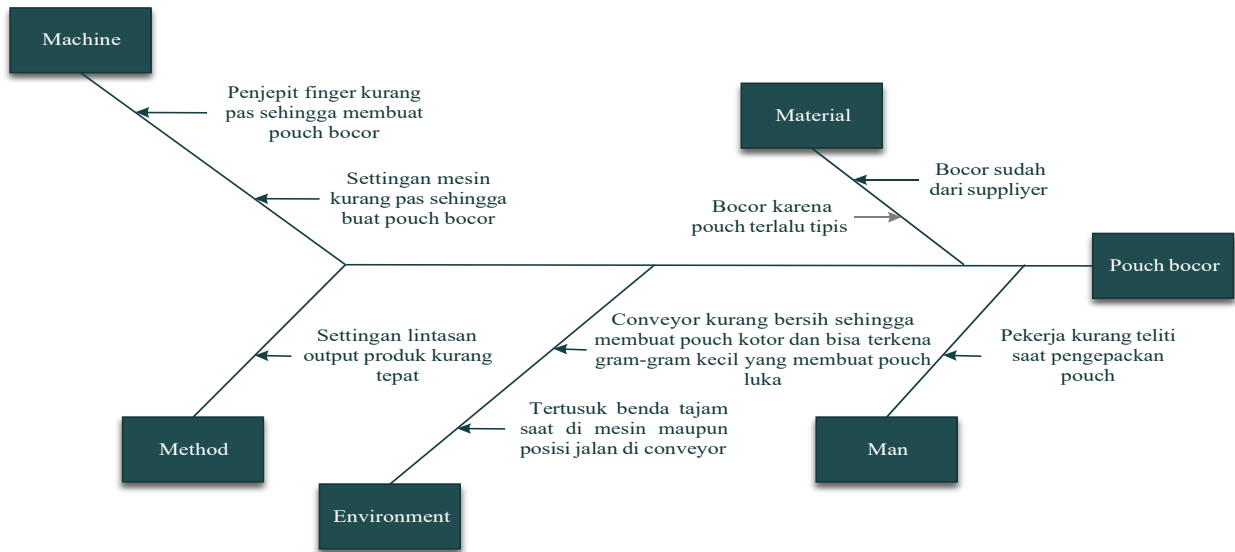 Machine
Penjepit finger kurang
pas sehingga membuat
pouch bocor
Settingan mesin
kurang pas sehingga
buat pouch bocor
Material
Bocor sudah
dari suppliyer
Bocor karena
pouch terlalu tipis
Pouch bocor
Settingan lintasan
output produk kurang
tepat
Method
Conveyor kurang bersih sehingga
membuat pouch kotor dan bisa terkena
gram-gram kecil yang membuat pouch
luka
Tertusuk benda tajam
saat di mesin maupun
posisi jalan di conveyor
Environment
Pekerja kurang teliti
saat pengepackan
pouch
Man